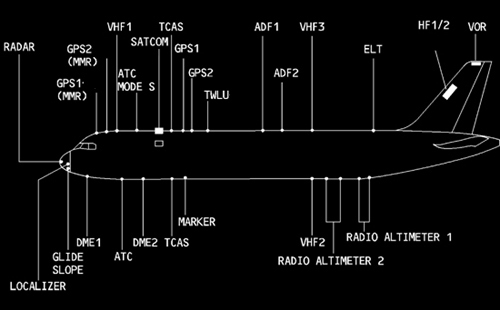 RADAR
GPS2
(MMR)
GPS1
(MMR)
VHF1
ATC
MODE S
SATCOM
TCAS
GPS1
GPS2
TWLU
ADF1
ADF2
VHF3
ELT
HF1/2
VOR
LOCALIZER
GLIDE
SLOPE
DME1
ATC
DME2
TCAS
MARKER
VHF2
RADIO ALTIMETER 2
RADIO ALTIMETER 1